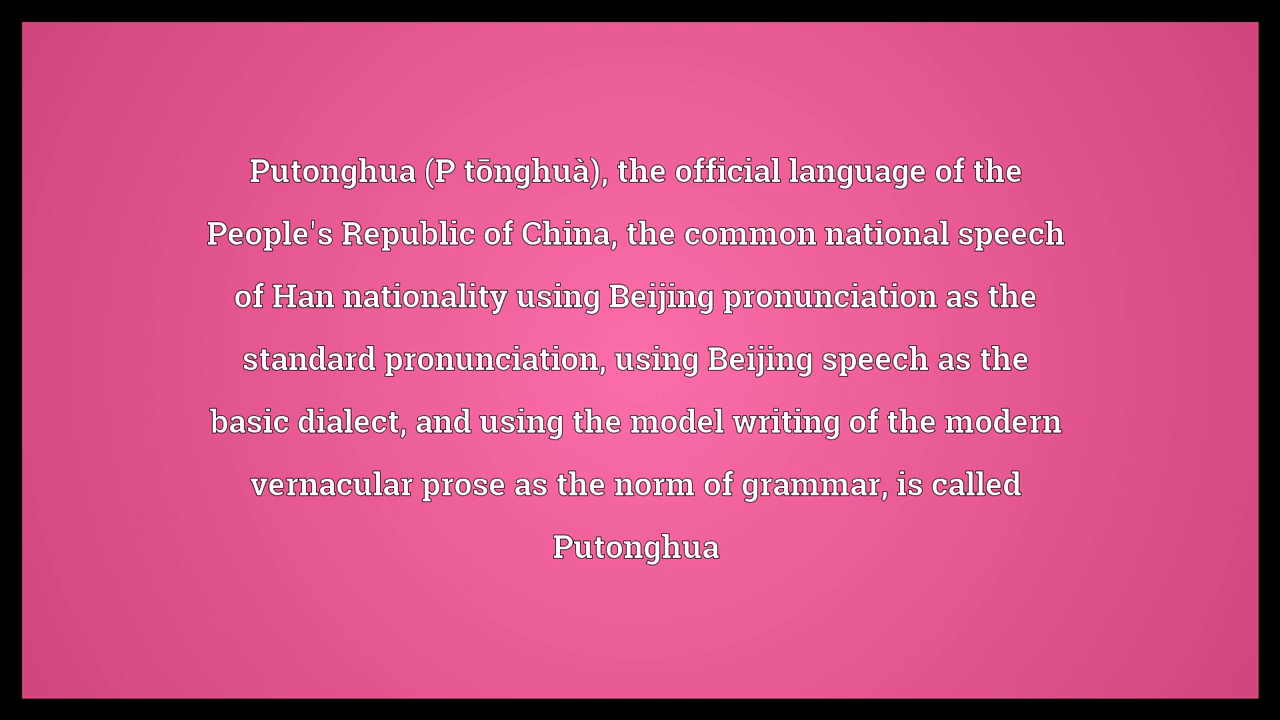 Putonghua (P tōnghuà), the official language of the
People's Republic of China, the common national speech
of Han nationality using Beijing pronunciation as the
standard pronunciation, using Beijing speech as the
basic dialect, and using the model writing of the modern
vernacular prose as the norm of grammar, is called
Putonghua